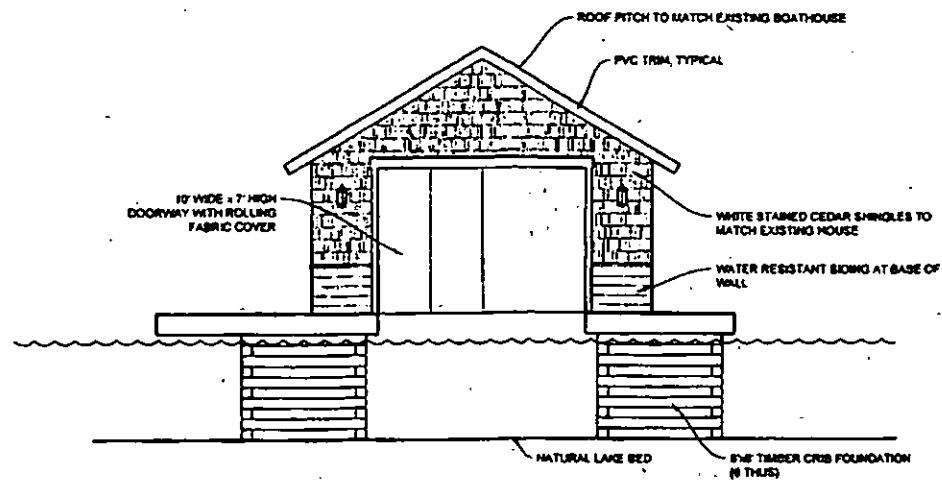 ROOF PITCH TO MATCH EXISTING BOATHOUSE
PVC TRIM, TYPICAL
10' WIDE x 7' HIGH
DOORWAY WITH ROLLING
FABRIC COVER
WHITE STAINED CEDAR SHINGLES TO
MATCH EXISTING HOUSE
WATER RESISTANT SIDING AT BASE OF
WALL
NATURAL LAKE BED
TIMBER CRIB FOUNDATION
(6 THUS)